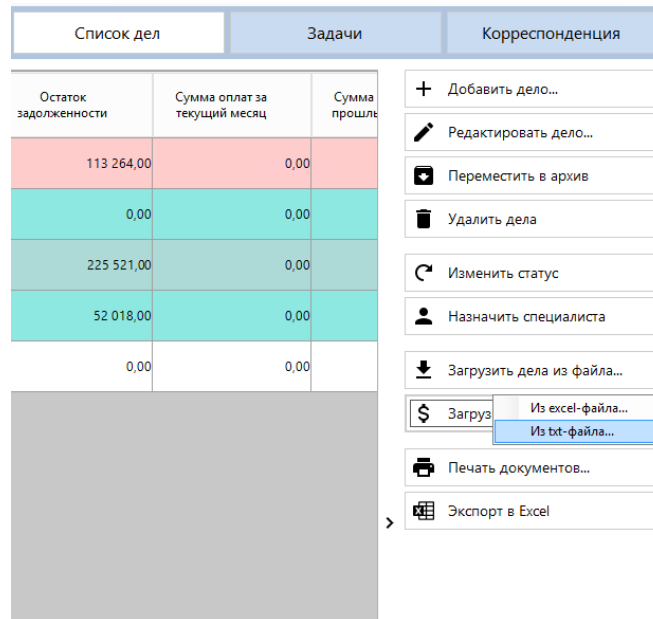 Список дел
Задачи
Корреспонденция
Остаток
задолженности
Сумма оплат за
текущий месяц
Сумма
113 264,00
0,00
0,00
0,00
225 521,00
0,00
52 018,00
0,00
0,00
0,00
Добавить дело...
Редактировать дело...
Переместить в архив
Удалить дела
Изменить статус
Назначить специалиста
Загрузить дела из файла...
Загруз
Из excel-файла...
Из txt-файла...
Печать документов...
Экспорт в Excel